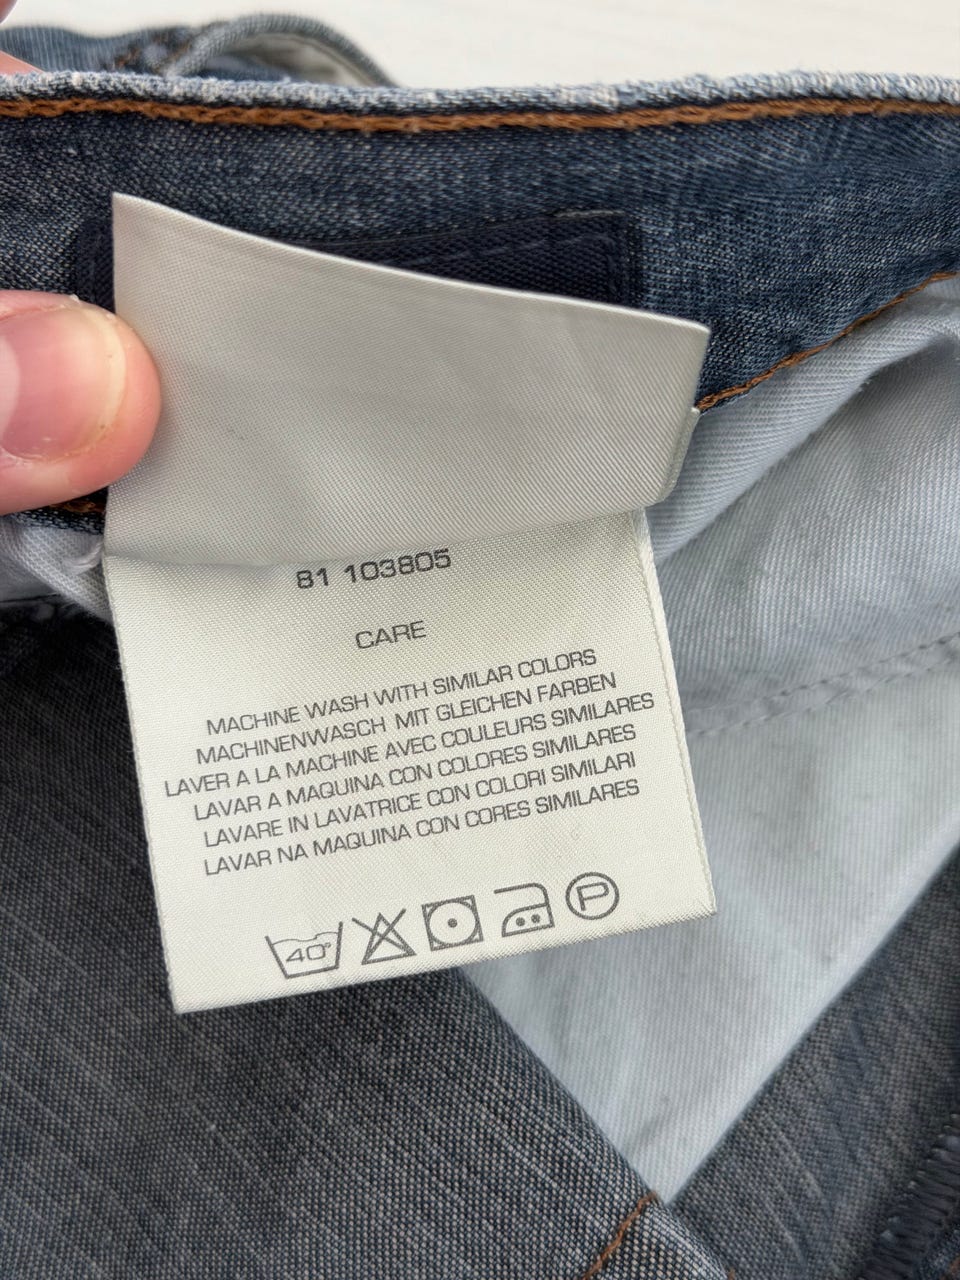 81 103805
CARE
MACHINE WASH WITH SIMILAR COLORS
MACHINENWASCH MIT GLEICHEN FARBEN
LAVER A LA MACHINE AVEC COULEURS SIMILARES
LAVAR A MAQUINA CON COLORES SIMILARES
LAVARE IN LAVATRICE CON COLORI SIMILARI
LAVAR NA MAQUINA CON CORES SIMILARES
40° P